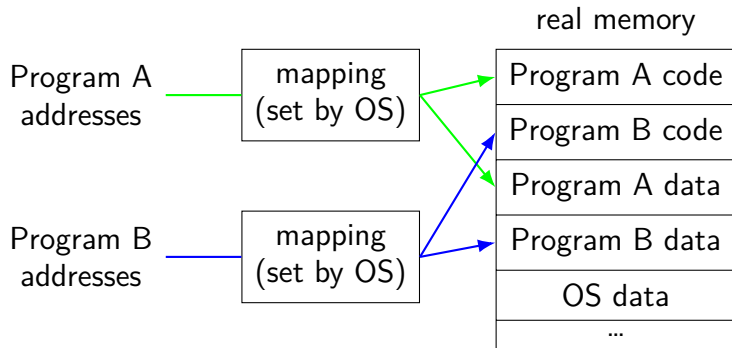 real memory
Program A
addresses
mapping
(set by OS)
Program A code
Program B code
Program A data
Program B
addresses
mapping
(set by OS)
Program B data
OS data
...